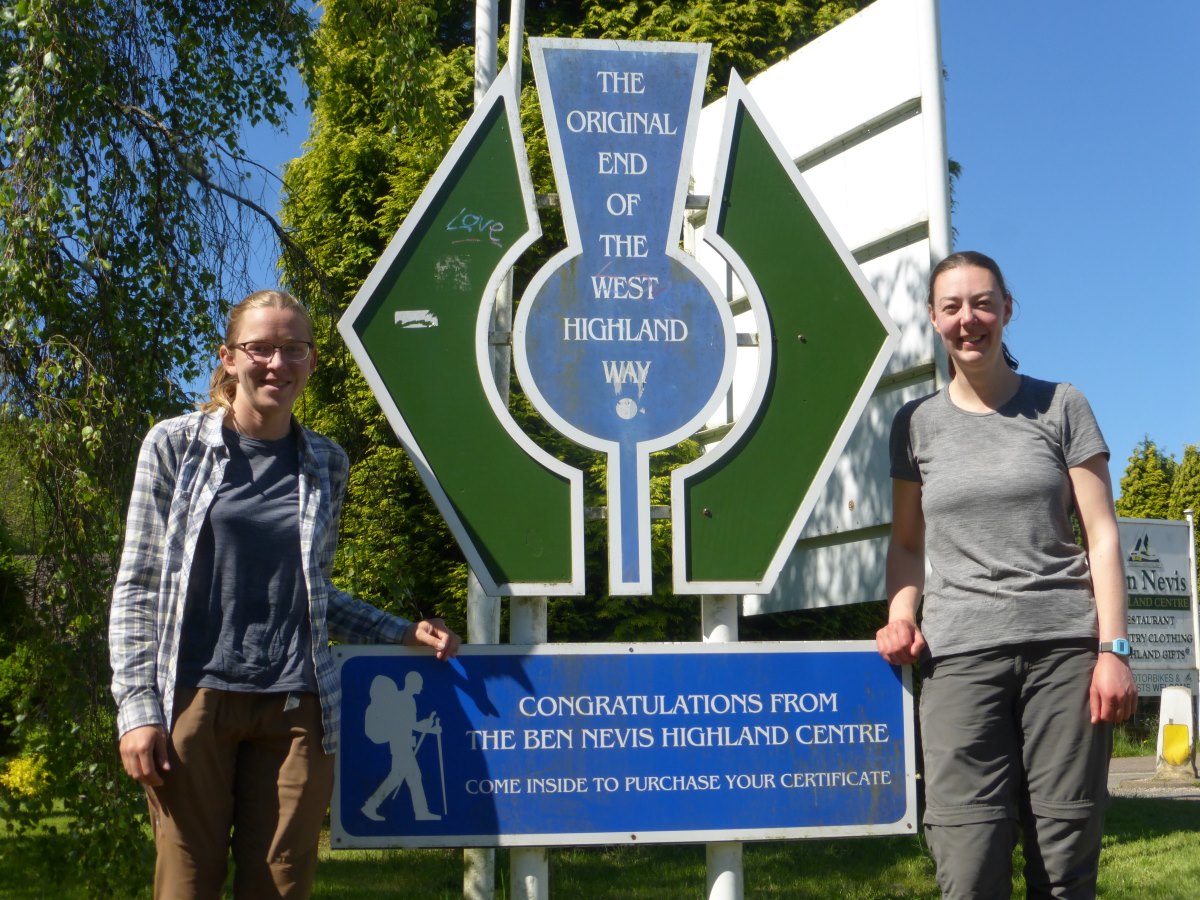 THE
ORIGINAL
END
OF
THE
WEST
HIGHLAND
WAY
Love
CONGRATULATIONS FROM
THE BEN NEVIS HIGHLAND CENTRE
COME INSIDE TO PURCHASE YOUR CERTIFICATE
Nevis
CENTRE